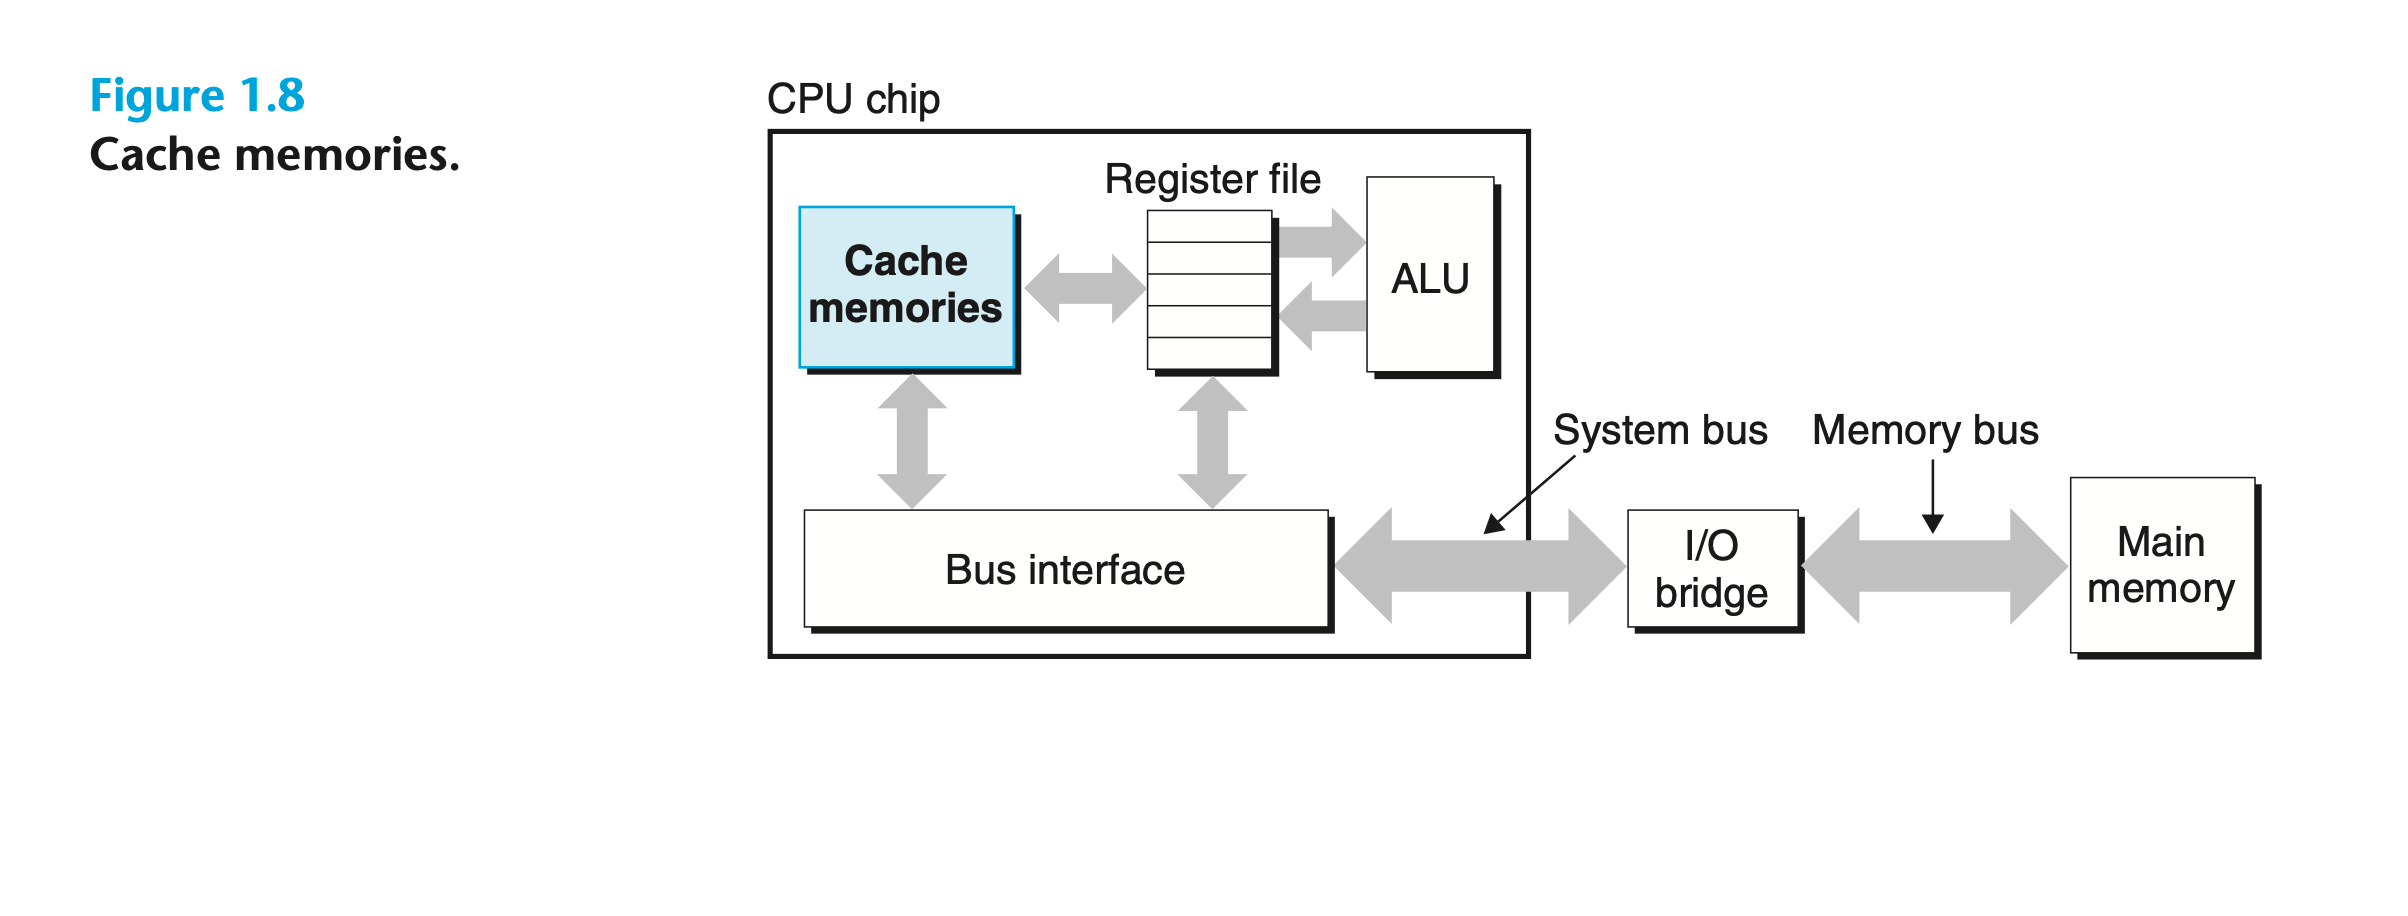 Figure 1.8
Cache memories.
CPU chip
Register file
Cache
memories
ALU
System bus
Memory bus
Bus interface
I/O
bridge
Main
memory